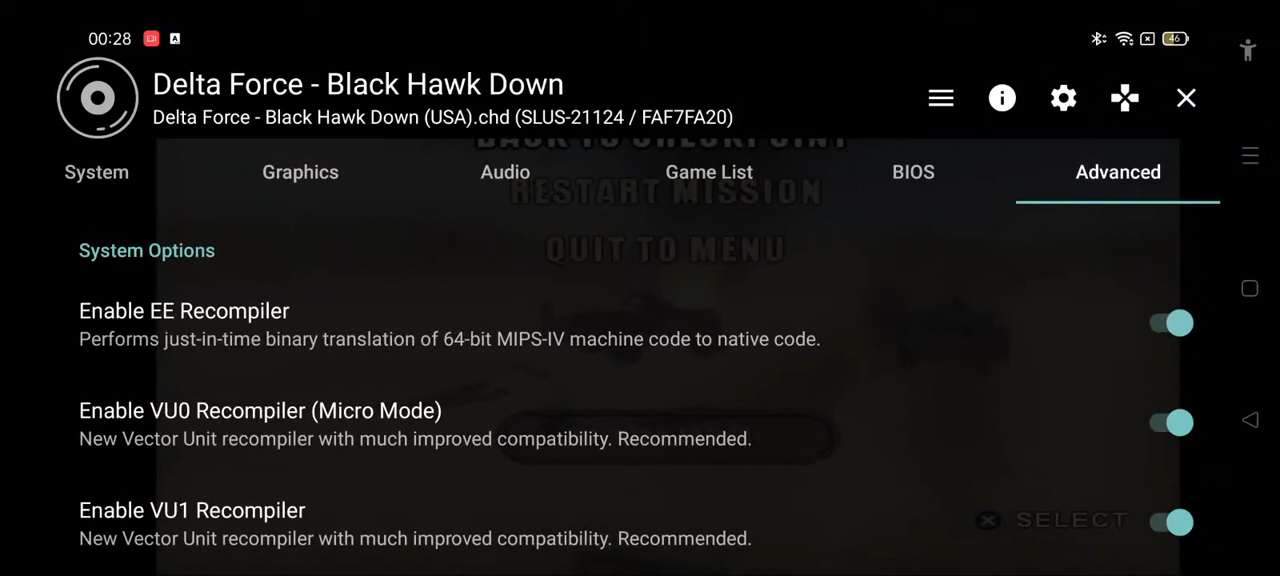 00:28
46
Delta Force - Black Hawk Down
Delta Force - Black Hawk Down (USA).chd (SLUS-21124 / FAF7FA20)
BACK TO CHECKPOINT
System Graphics Audio Game List BIOS Advanced
RESTART MISSION
QUIT TO MENU
System Options
Enable EE Recompiler
Performs just-in-time binary translation of 64-bit MIPS-IV machine code to native code.
Enable VU0 Recompiler (Micro Mode)
New Vector Unit recompiler with much improved compatibility. Recommended.
Enable VU1 Recompiler
SELECT
New Vector Unit recompiler with much improved compatibility. Recommended.